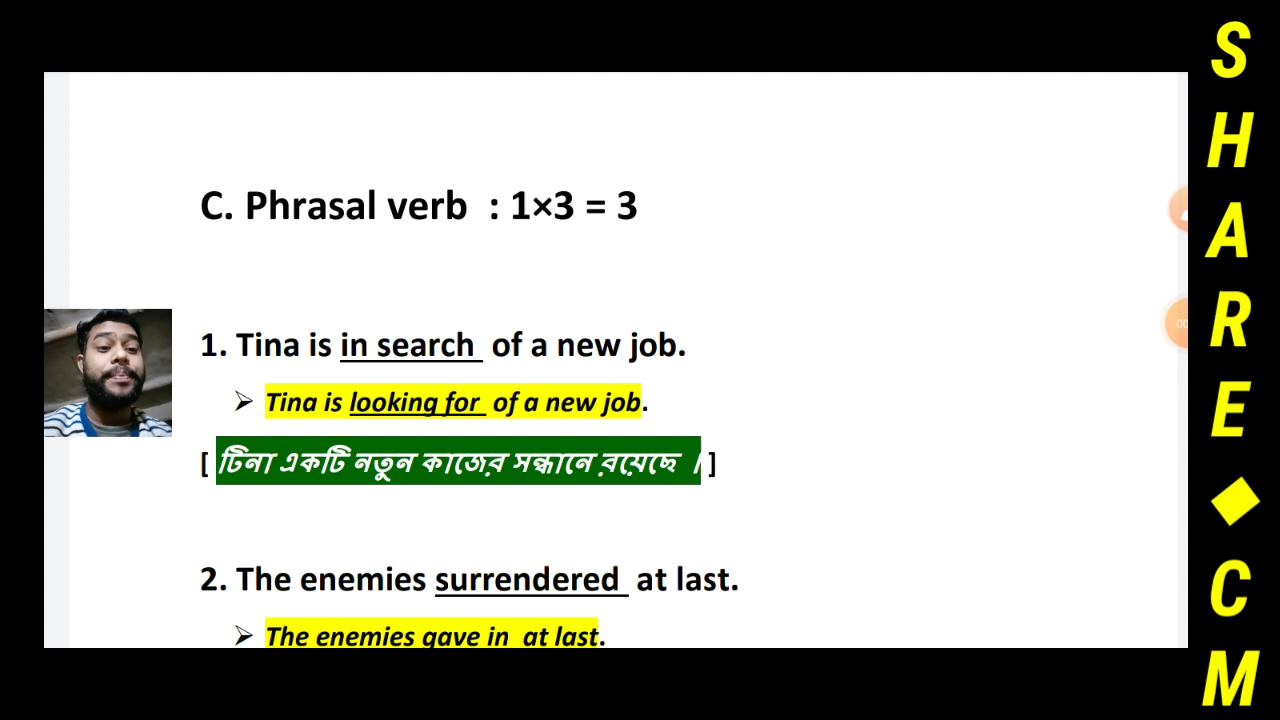 C. Phrasal verb : 1×3 = 3
1. Tina is in search of a new job.
➢ Tina is looking for of a new job.
[ টিনা একটি নতুন কাজের সন্ধানে রয়েছে । ]
2. The enemies surrendered at last.
➢ The enemies gave in at last.
SHARE◆CM